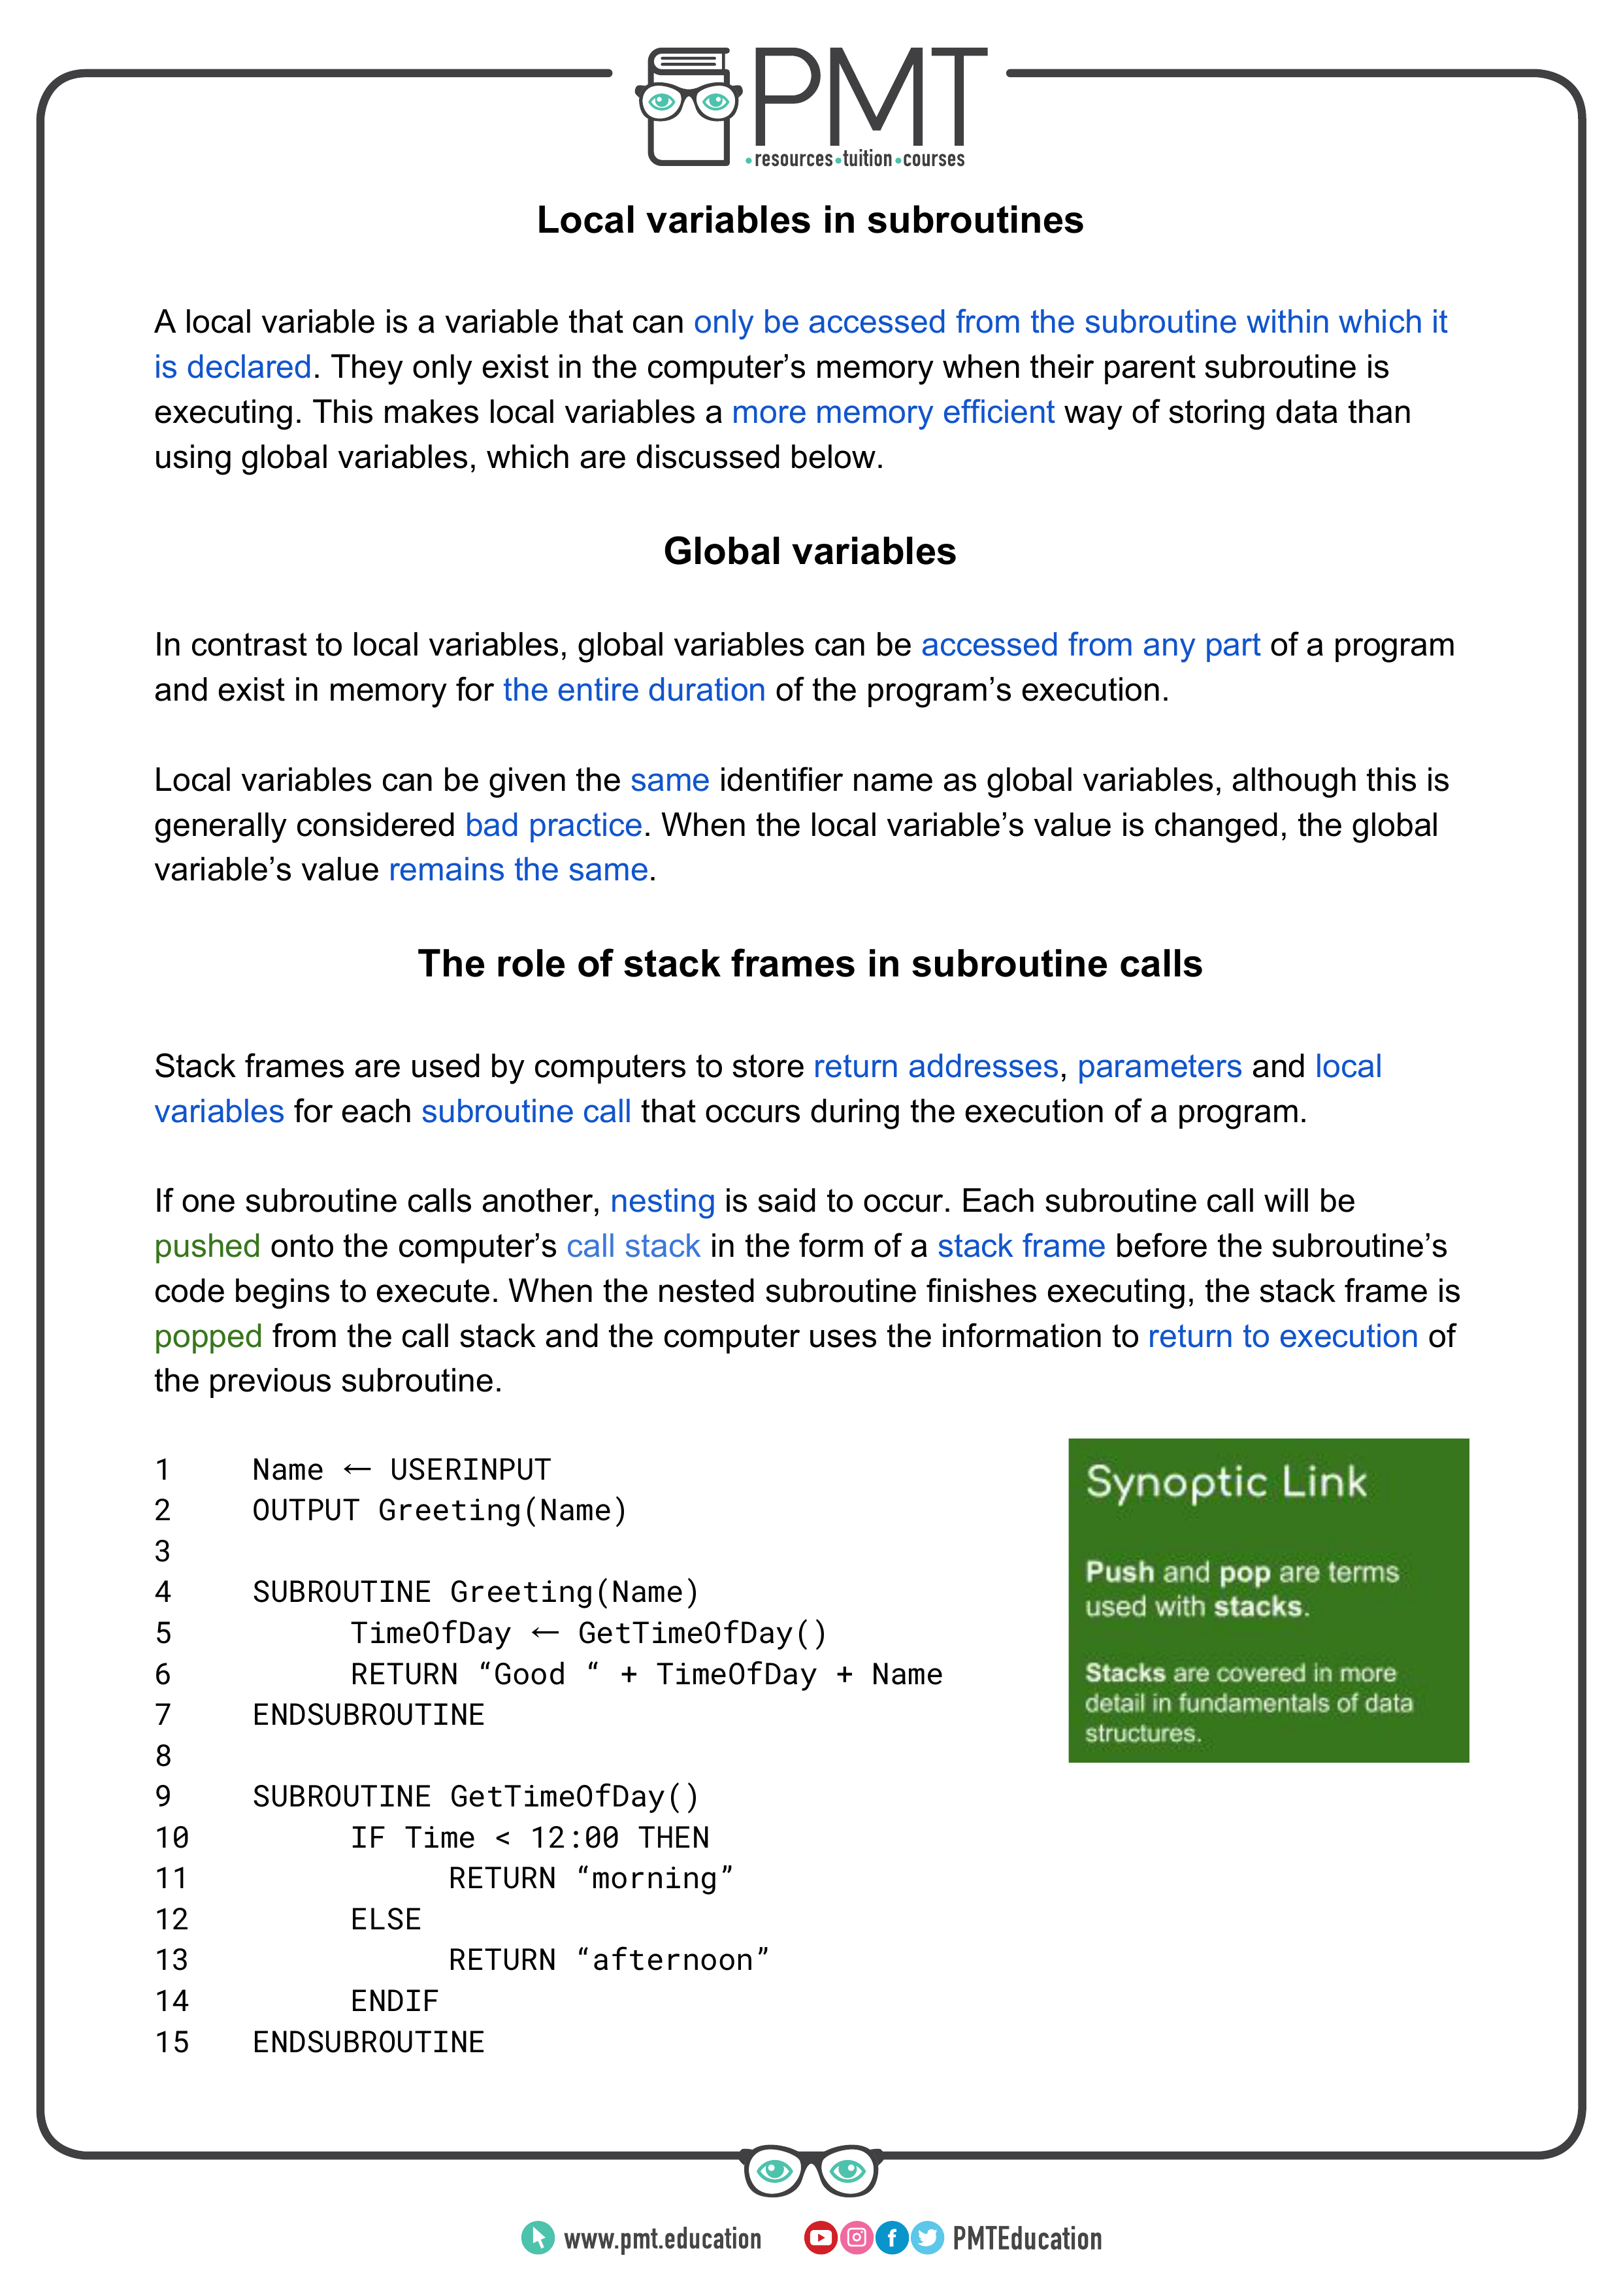 PMT
•resources•tuition•courses
Local variables in subroutines
A local variable is a variable that can only be accessed from the subroutine within which it
is declared. They only exist in the computer’s memory when their parent subroutine is
executing. This makes local variables a more memory efficient way of storing data than
using global variables, which are discussed below.
Global variables
In contrast to local variables, global variables can be accessed from any part of a program
and exist in memory for the entire duration of the program’s execution.
Local variables can be given the same identifier name as global variables, although this is
generally considered bad practice. When the local variable’s value is changed, the global
variable’s value remains the same.
The role of stack frames in subroutine calls
Stack frames are used by computers to store return addresses, parameters and local
variables for each subroutine call that occurs during the execution of a program.
If one subroutine calls another, nesting is said to occur. Each subroutine call will be
pushed onto the computer’s call stack in the form of a stack frame before the subroutine’s
code begins to execute. When the nested subroutine finishes executing, the stack frame is
popped from the call stack and the computer uses the information to return to execution of
the previous subroutine.
1 Name ← USERINPUT
2 OUTPUT Greeting(Name)
3
4 SUBROUTINE Greeting(Name)
5 TimeOfDay ← GetTimeOfDay()
6 RETURN “Good “ + TimeOfDay + Name
7 ENDSUBROUTINE
8
9 SUBROUTINE GetTimeOfDay()
10 IF Time < 12:00 THEN
11 RETURN “morning”
12 ELSE
13 RETURN “afternoon”
14 ENDIF
15 ENDSUBROUTINE
Synoptic Link
Push and pop are terms
used with stacks.
Stacks are covered in more
detail in fundamentals of data
structures.
www.pmt.education
PMTEducation